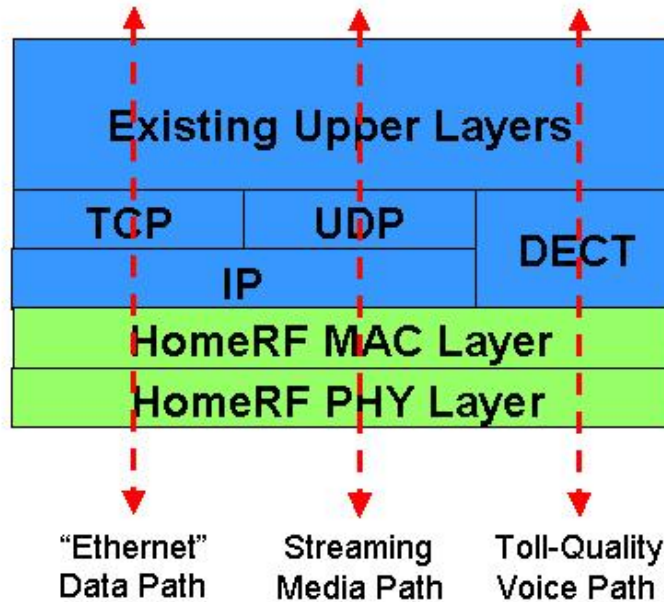 Existing Upper Layers
TCP
UDP
DECT
IP
HomeRF MAC Layer
HomeRF PHY Layer
“Ethernet”
Data Path
Streaming
Media Path
Toll-Quality
Voice Path